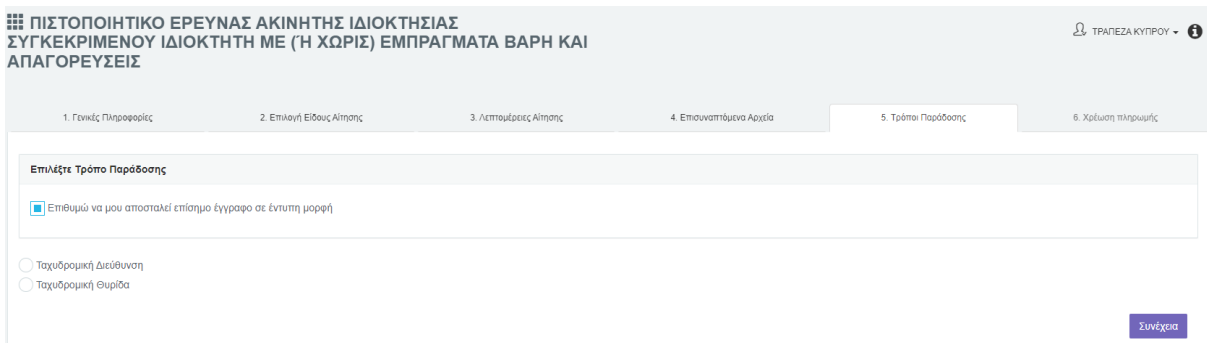 ΠΙΣΤΟΠΟΙΗΤΙΚΟ ΕΡΕΥΝΑΣ ΑΚΙΝΗΤΗΣ ΙΔΙΟΚΤΗΣΙΑΣ
ΣΥΓΚΕΚΡΙΜΕΝΟΥ ΙΔΙΟΚΤΗΤΗ ΜΕ (Ή ΧΩΡΙΣ) ΕΜΠΡΑΓΜΑΤΑ ΒΑΡΗ ΚΑΙ
ΑΠΑΓΟΡΕΥΣΕΙΣ
ΤΡΑΠΕΖΑ ΚΥΠΡΟΥ
1. Γενικές Πληροφορίες
2. Επιλογή Είδους Αίτησης
3. Λεπτομέρειες Αίτησης
4. Επισυναπτόμενα Αρχεία
5. Τρόποι Παράδοσης
6. Χρέωση πληρωμής
Επιλέξτε Τρόπο Παράδοσης
Επιθυμώ να μου αποσταλεί επίσημο έγγραφο σε έντυπη μορφή
Ταχυδρομική Διεύθυνση
Ταχυδρομική Θυρίδα
Συνέχεια